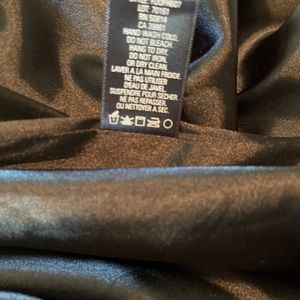 HAND WASH COLD.
DO NOT BLEACH.
HANG TO DRY.
DO NOT IRON.
OR DRY CLEAN.
LAVER A LA MAIN FROIDE
NE PAS UTILISER
D'EAU DE JAVEL.
SUSPENDRE POUR SECHER.
NE PAS REPASSER.
OU NETTOYER A SEC.